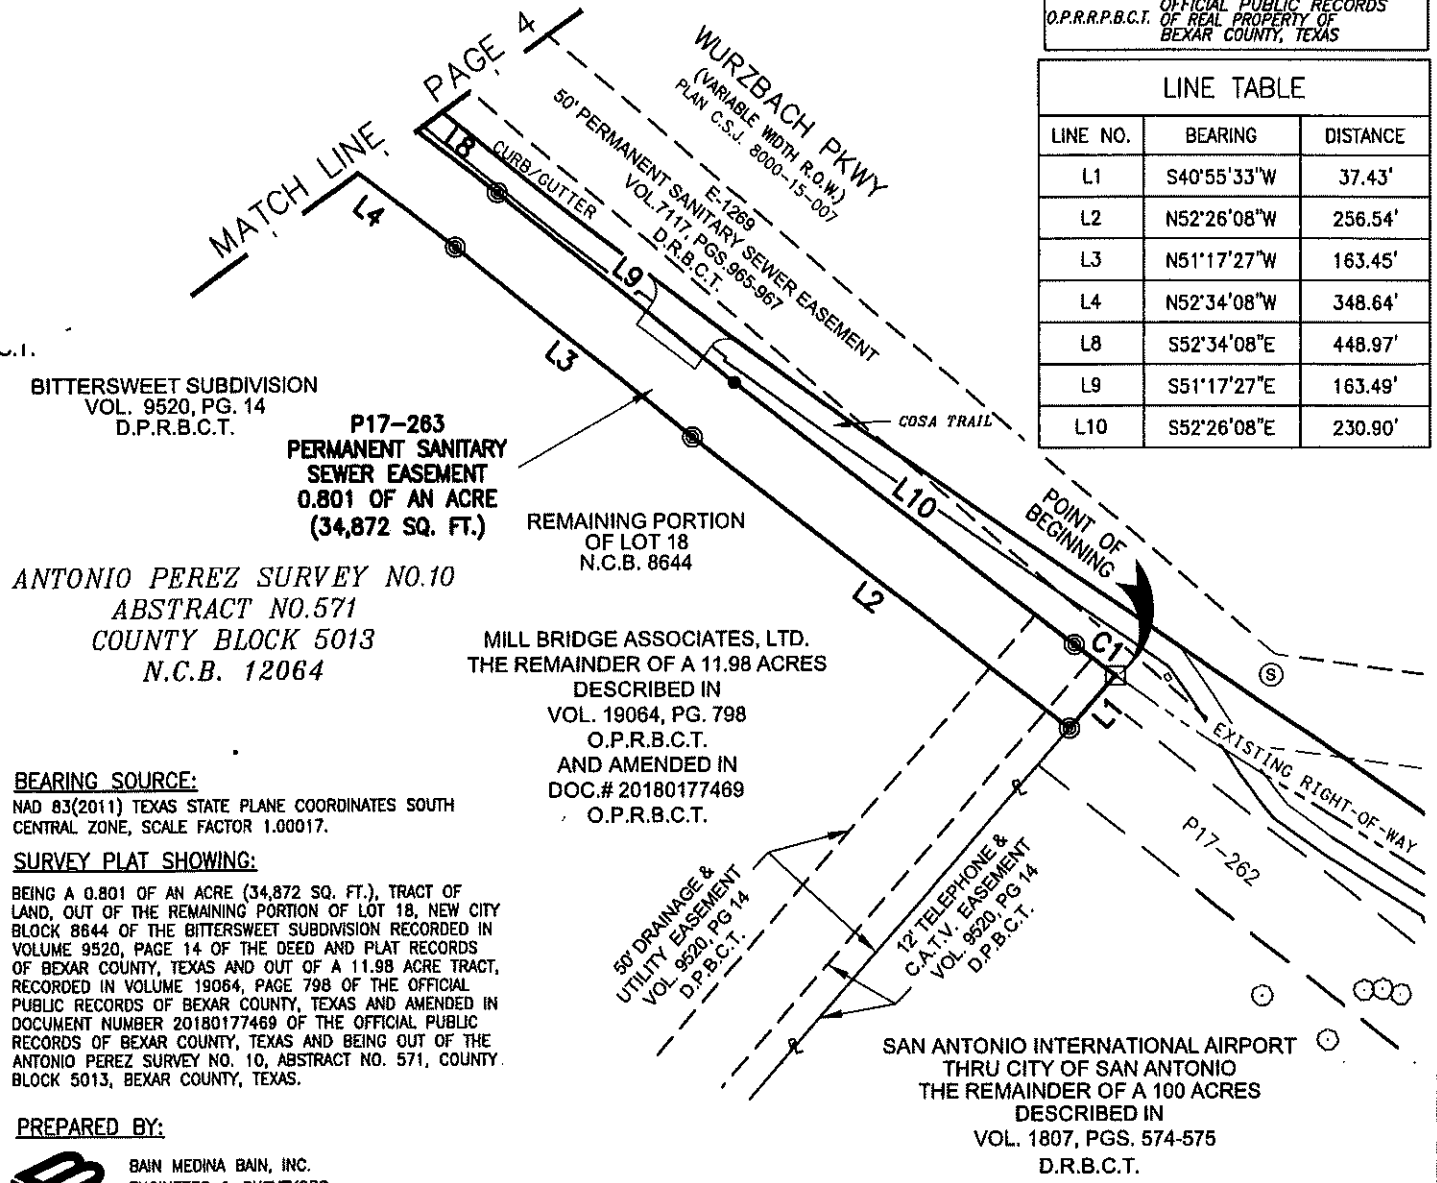 OFFICIAL PUBLIC RECORDS
O.P.R.R.P.B.C.T. OF REAL PROPERTY OF
BEXAR COUNTY, TEXAS
LINE TABLE
LINE NO. BEARING DISTANCE
L1 S40°55'33"W 37.43'
L2 N52°26'08"W 256.54'
L3 N51°17'27"W 163.45'
L4 N52°34'08"W 348.64'
L8 S52°34'08"E 448.97'
L9 S51°17'27"E 163.49'
L10 S52°26'08"E 230.90'
MATCH LINE PAGE 4
WURZBACH PKWY
(VARIABLE WIDTH R.O.W.)
PLAN C.S.J. 8000-15-007
E-1269
50' PERMANENT SANITARY SEWER EASEMENT
VOL.7117, PGS.965-967
D.R.B.C.T.
CURB/GUTTER
L8
L4
L9
L3
COSA TRAIL
L10
L2
C1
L1
POINT OF
BEGINNING
S
C.T.
BITTERSWEET SUBDIVISION
VOL. 9520, PG. 14
D.P.R.B.C.T.
P17-263
PERMANENT SANITARY
SEWER EASEMENT
0.801 OF AN ACRE
(34,872 SQ. FT.)
REMAINING PORTION
OF LOT 18
N.C.B. 8644
ANTONIO PEREZ SURVEY NO.10
ABSTRACT NO.571
COUNTY BLOCK 5013
N.C.B. 12064
MILL BRIDGE ASSOCIATES, LTD.
THE REMAINDER OF A 11.98 ACRES
DESCRIBED IN
VOL. 19064, PG. 798
O.P.R.B.C.T.
AND AMENDED IN
DOC.# 20180177469
O.P.R.B.C.T.
EXISTING RIGHT-OF-WAY
P17-262
50' DRAINAGE &
UTILITY EASEMENT
VOL. 9520, PG 14
D.P.B.C.T.
12' TELEPHONE &
C.A.T.V. EASEMENT
VOL. 9520, PG 14
D.P.B.C.T.
BEARING SOURCE:
NAD 83(2011) TEXAS STATE PLANE COORDINATES SOUTH
CENTRAL ZONE, SCALE FACTOR 1.00017.
SURVEY PLAT SHOWING:
BEING A 0.801 OF AN ACRE (34,872 SQ. FT.), TRACT OF
LAND, OUT OF THE REMAINING PORTION OF LOT 18, NEW CITY
BLOCK 8644 OF THE BITTERSWEET SUBDIVISION RECORDED IN
VOLUME 9520, PAGE 14 OF THE DEED AND PLAT RECORDS
OF BEXAR COUNTY, TEXAS AND OUT OF A 11.98 ACRE TRACT,
RECORDED IN VOLUME 19064, PAGE 798 OF THE OFFICIAL
PUBLIC RECORDS OF BEXAR COUNTY, TEXAS AND AMENDED IN
DOCUMENT NUMBER 20180177469 OF THE OFFICIAL PUBLIC
RECORDS OF BEXAR COUNTY, TEXAS AND BEING OUT OF THE
ANTONIO PEREZ SURVEY NO. 10, ABSTRACT NO. 571, COUNTY
BLOCK 5013, BEXAR COUNTY, TEXAS.
SAN ANTONIO INTERNATIONAL AIRPORT
THRU CITY OF SAN ANTONIO
THE REMAINDER OF A 100 ACRES
DESCRIBED IN
VOL. 1807, PGS. 574-575
D.R.B.C.T.
PREPARED BY:
BAIN MEDINA BAIN, INC.